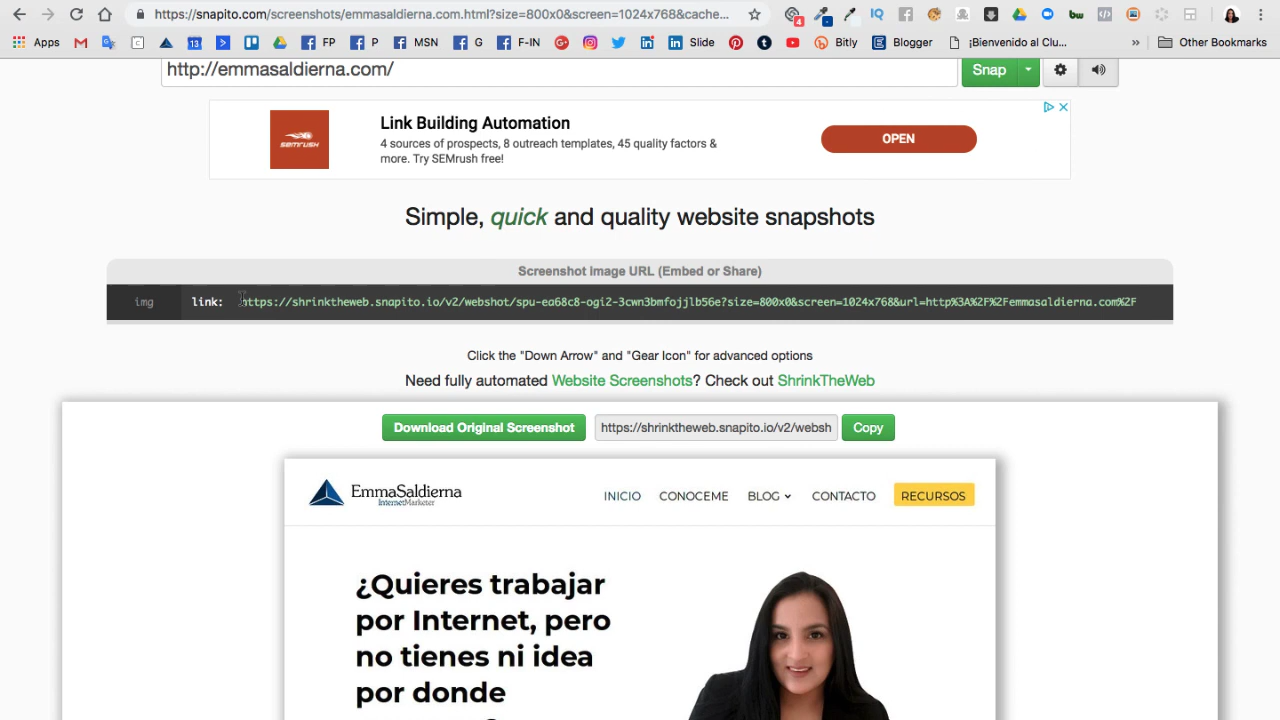 https://snapito.com/screenshots/emmasaldierna.com.html?size=800x0&screen=1024x768&cache...
4
Apps
13
FP
P
MSN
G
F-IN
Slide
Bitly
Blogger
¡Bienvenido al Clu...
»
Other Bookmarks
http://emmasaldierna.com/
Snap
SEMRUSH
Link Building Automation
4 sources of prospects, 8 outreach templates, 45 quality factors &
more. Try SEMrush free!
OPEN
Simple, quick and quality website snapshots
Screenshot image URL (Embed or Share)
img link: https://shrinktheweb.snapito.io/v2/webshot/spu-ea68c8-ogi2-3cwn3bmfojjlb56e?size=800x0&screen=1024x768&url=http%3A%2F%2Femmasaldierna.com%2F
Click the "Down Arrow" and "Gear Icon" for advanced options
Need fully automated Website Screenshots? Check out ShrinkTheWeb
Download Original Screenshot https://shrinktheweb.snapito.io/v2/websh Copy
EmmaSaldierna
InternetMarketer
INICIO CONOCEME BLOG CONTACTO RECURSOS
¿Quieres trabajar
por Internet, pero
no tienes ni idea
por donde